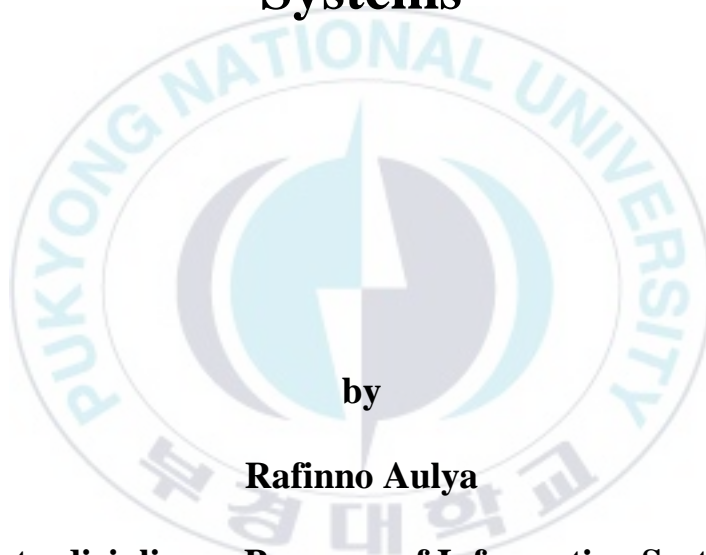 Systems
PUKYONG NATIONAL UNIVERSITY
by
Rafinno Aulya
부경대학교